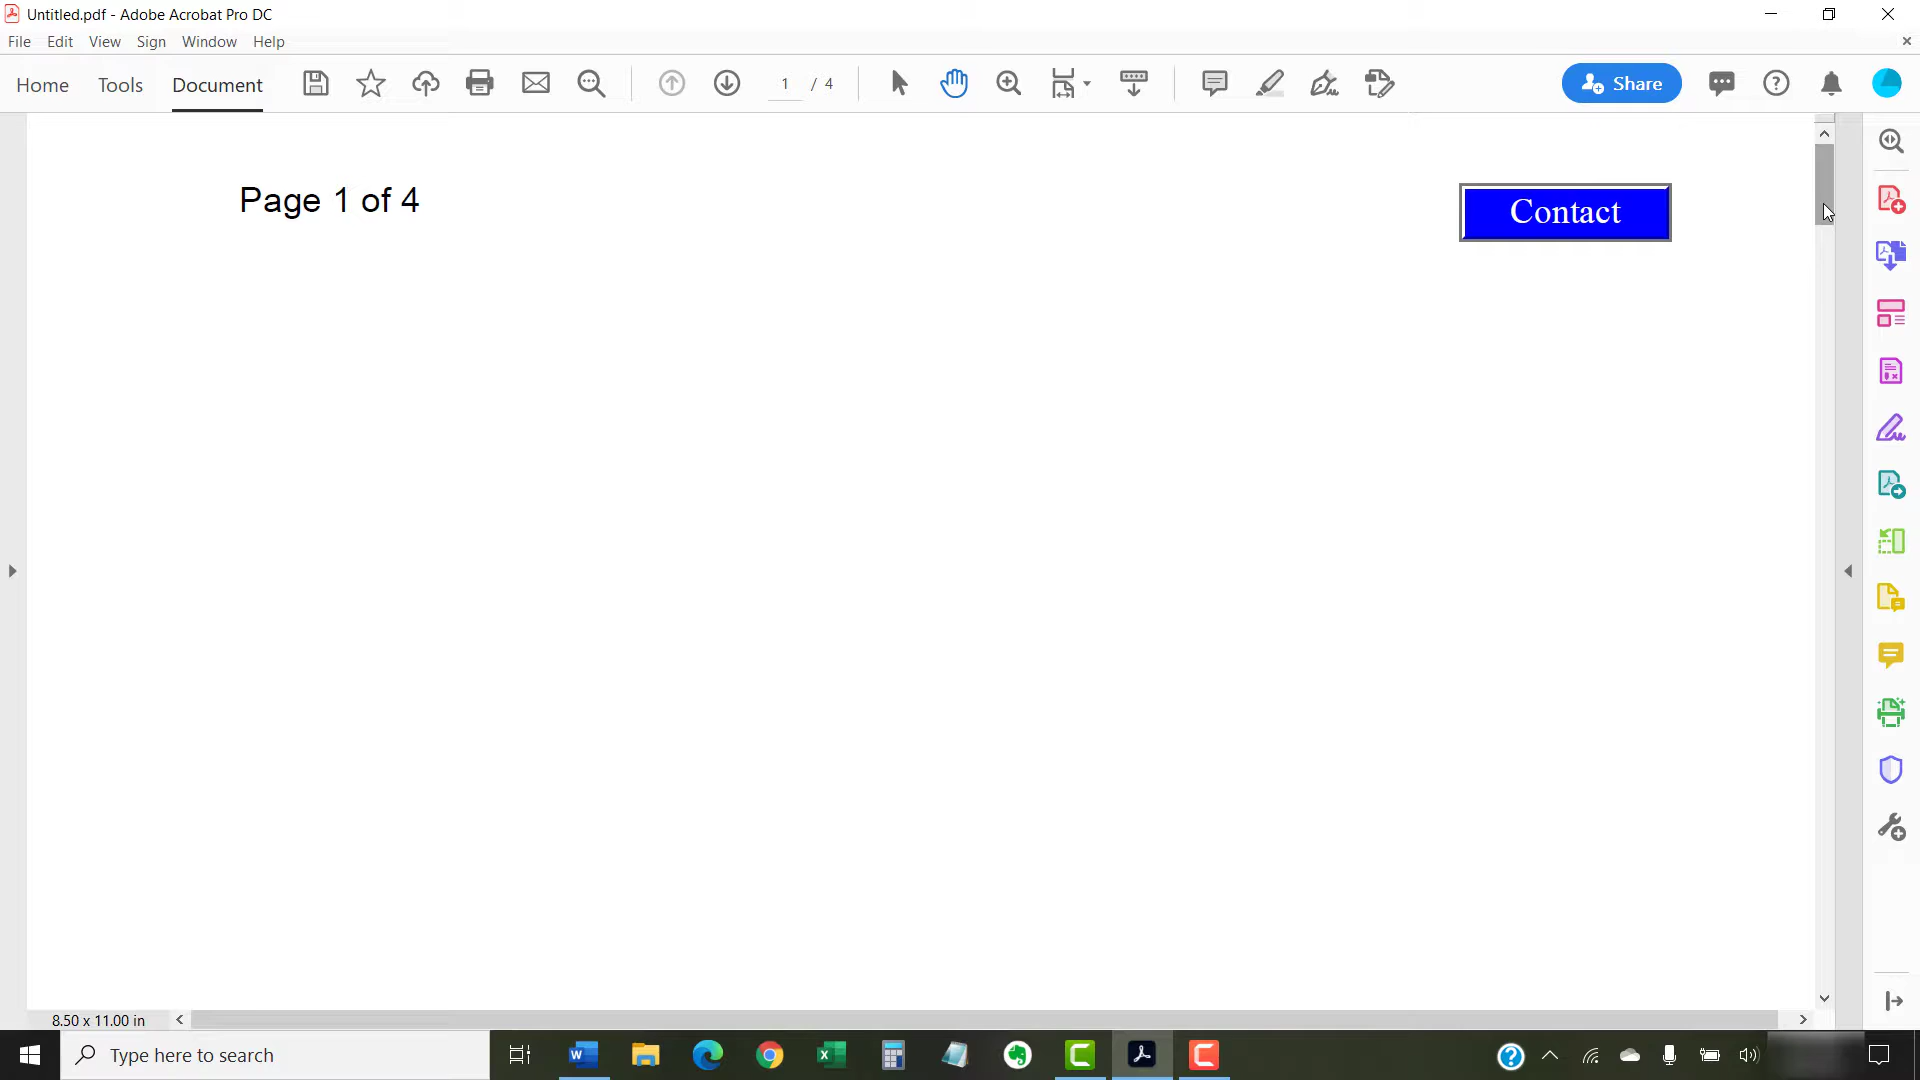 Untitled.pdf - Adobe Acrobat Pro DC
File Edit View Sign Window Help
Home Tools Document 1 / 4 Share
Page 1 of 4 Contact
8.50 x 11.00 in
Type here to search